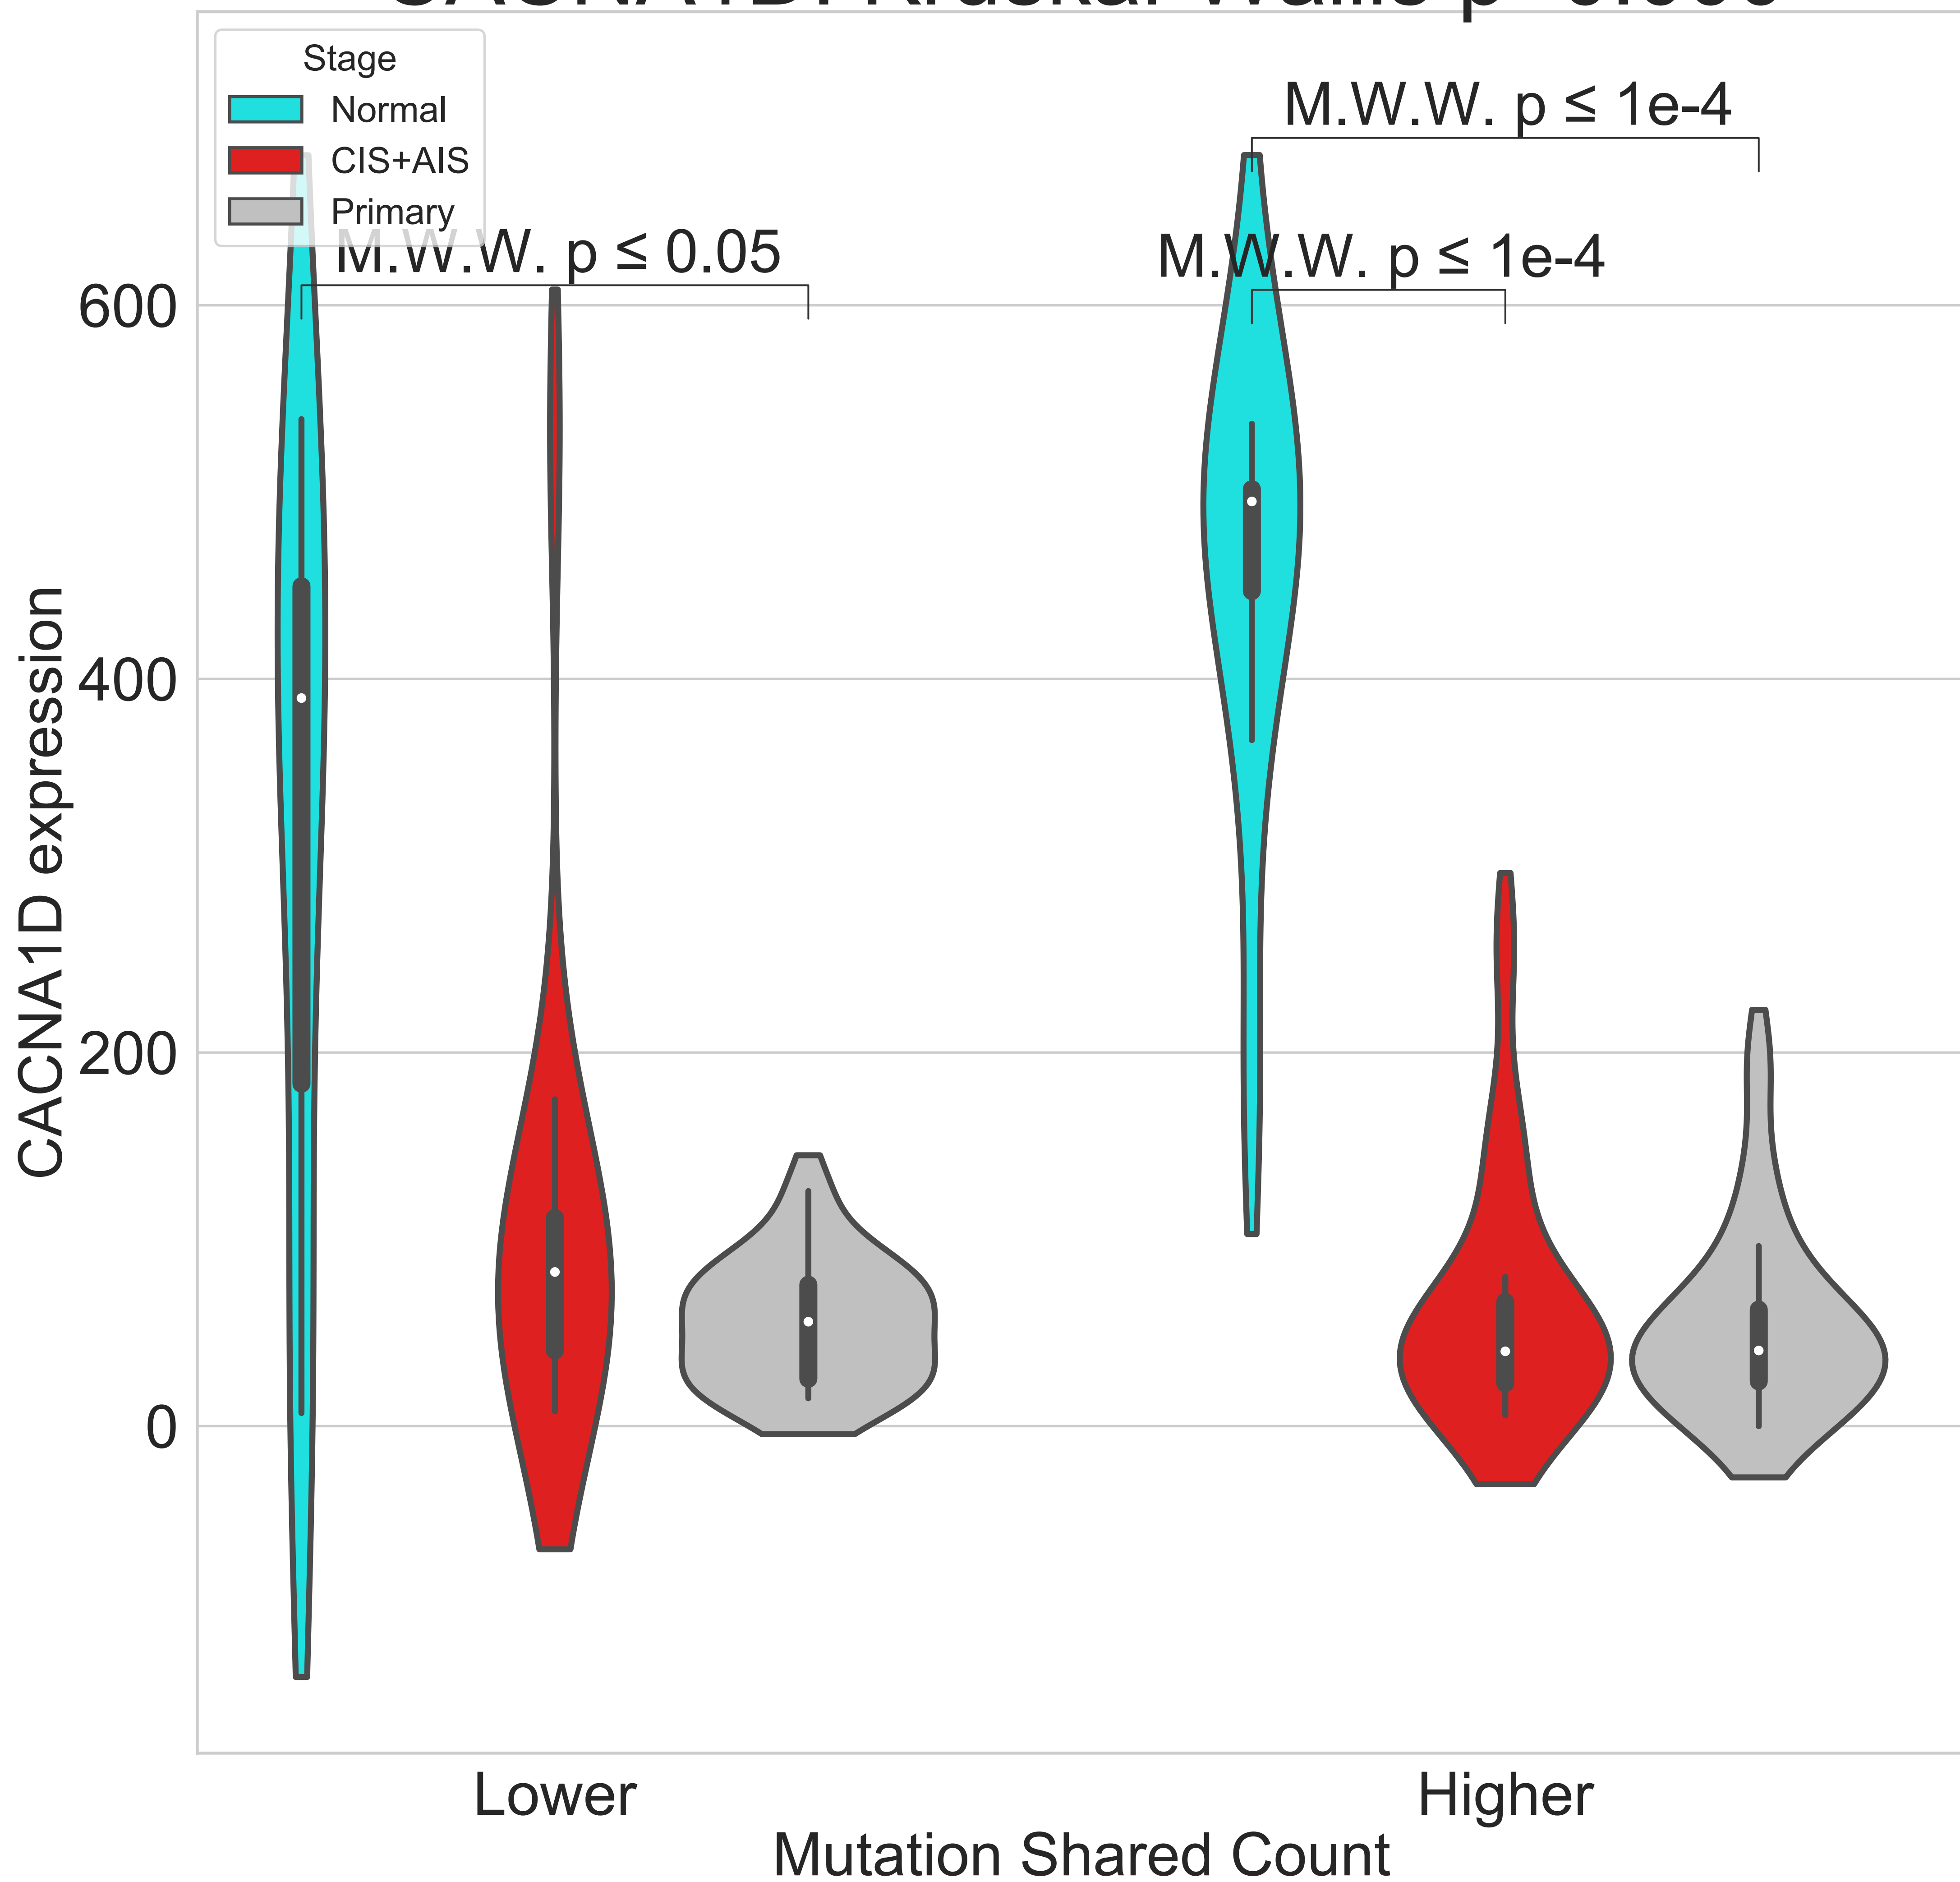 Stage
Normal
CIS+AIS
Primary
M.W.W. p ≤ 1e-4
M.W.W. p ≤ 0.05
M.W.W. p ≤ 1e-4
600
400
200
0
CACNA1D expression
Lower
Higher
Mutation Shared Count